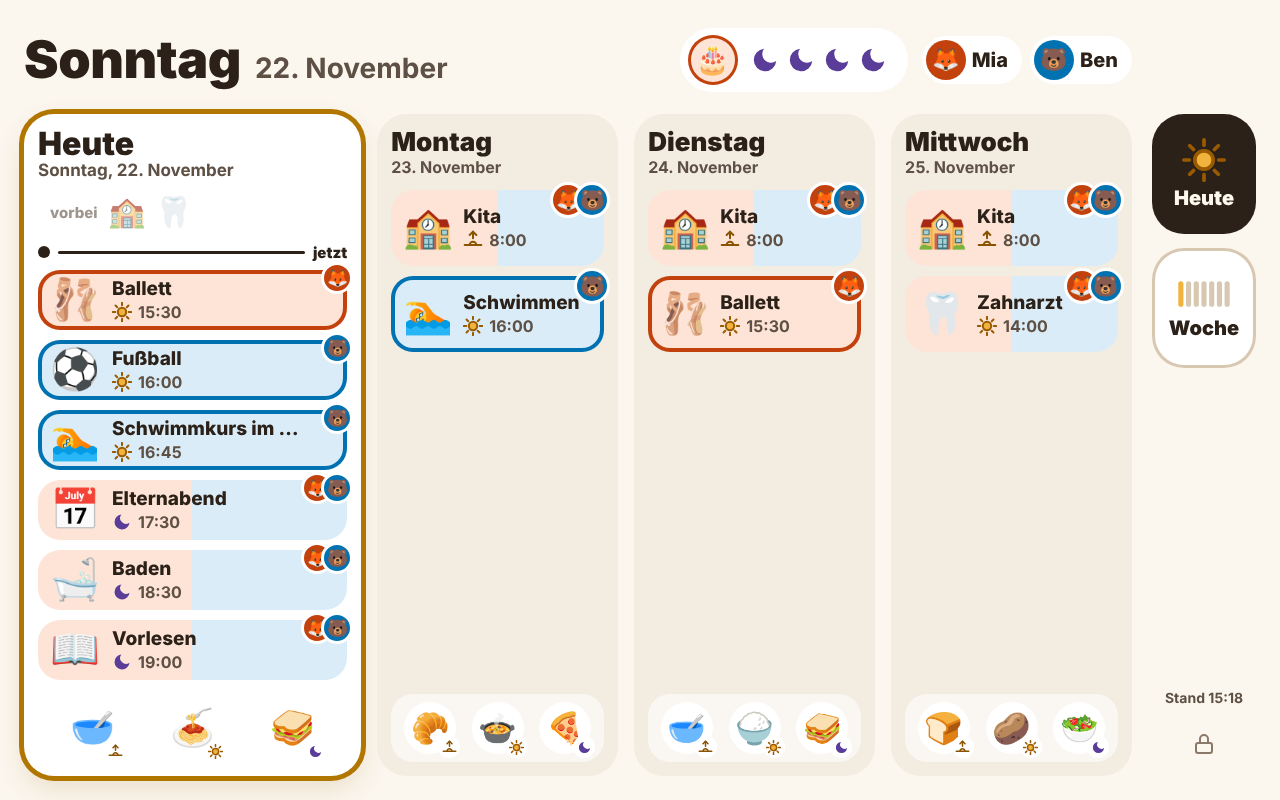 Sonntag 22. November
Mia
Ben
Heute
Sonntag, 22. November
vorbei
jetzt
Ballett
15:30
Fußball
16:00
Schwimmkurs im ...
16:45
July
17
Elternabend
17:30
Baden
18:30
Vorlesen
19:00
Montag
23. November
Kita
8:00
Schwimmen
16:00
Dienstag
24. November
Kita
8:00
Ballett
15:30
Mittwoch
25. November
Kita
8:00
Zahnarzt
14:00
Heute
Woche
Stand 15:18